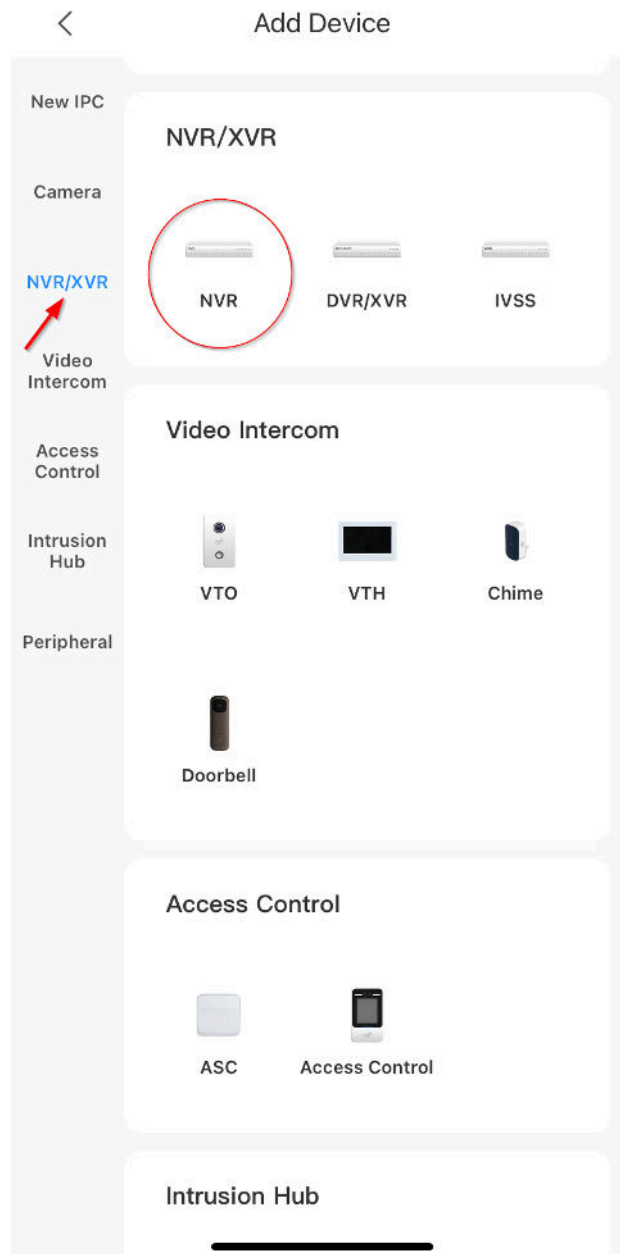 Add Device
New IPC
Camera
NVR/XVR
Video
Intercom
Access
Control
Intrusion
Hub
Peripheral
NVR/XVR
NVR
DVR/XVR
IVSS
Video Intercom
VTO
VTH
Chime
Doorbell
Access Control
ASC
Access Control
Intrusion Hub